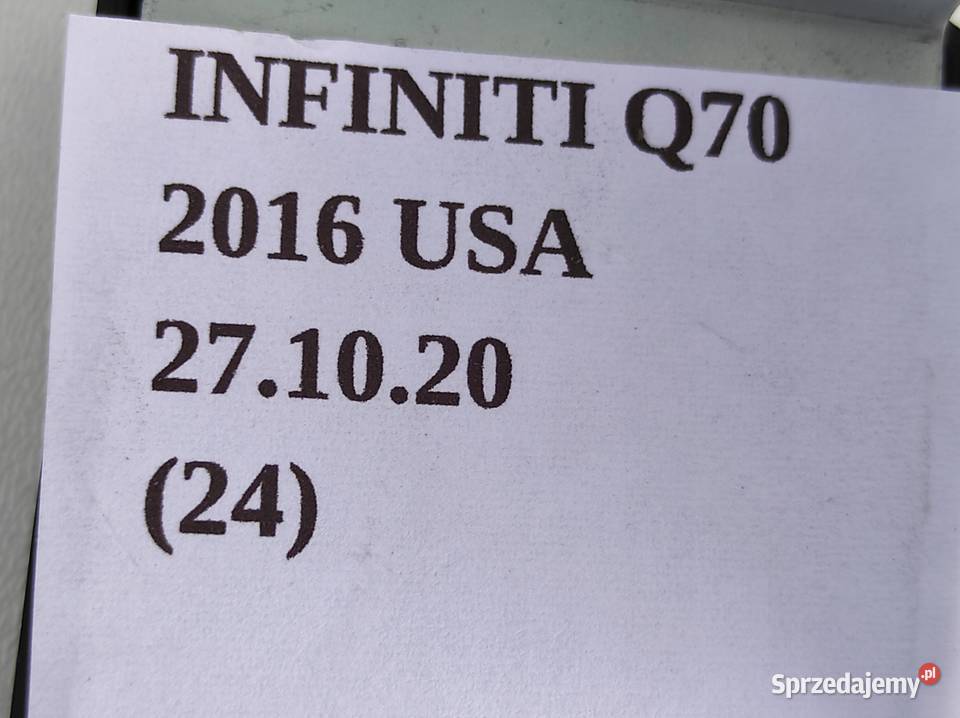 INFINITI Q70
2016 USA
27.10.20
(24)
Sprzedajemy.pl